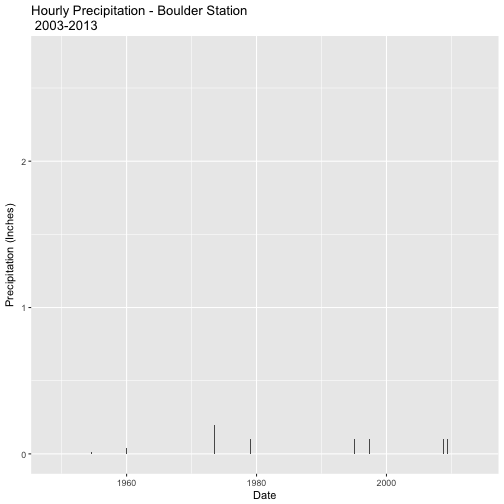 Hourly Precipitation - Boulder Station
2003-2013
2
1
0
Precipitation (Inches)
1960
1980
2000
Date